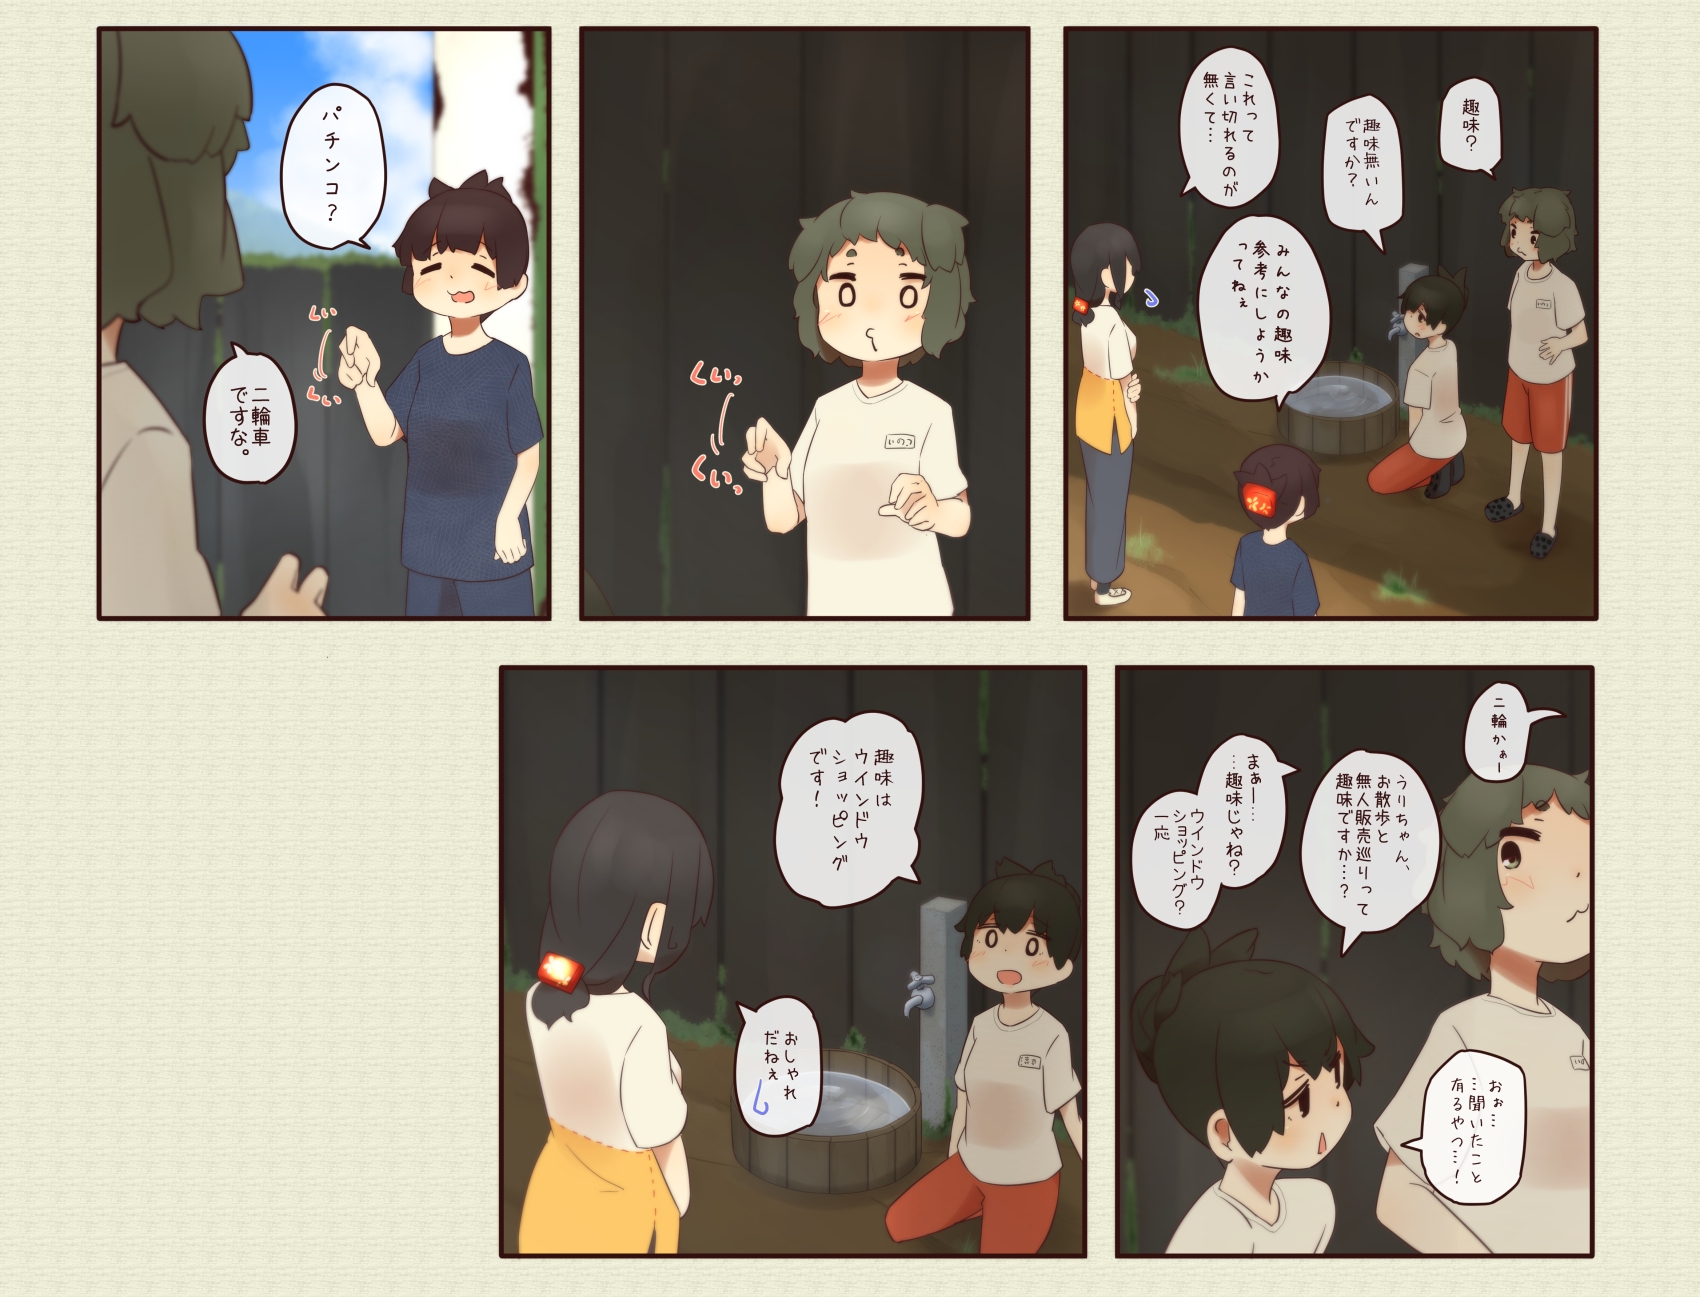 趣味？
趣味無いん
ですか？
これって
言い切れるのが
無くて…
みんなの趣味
参考にしようか
ってねぇ
いのつ
くいっ
くいっ
パチンコ？
くい
くい
二輪車
ですな。
二輪かぁー
うりちゃん、
お散歩と
無人販売巡りって
趣味ですか…？
まぁー……
…趣味じゃね？
ウインドウ
ショッピング？
一応
おぉ…
…聞いたこと
有るやつ…！
趣味は
ウインドウ
ショッピング
です！
おしゃれ
だねぇ